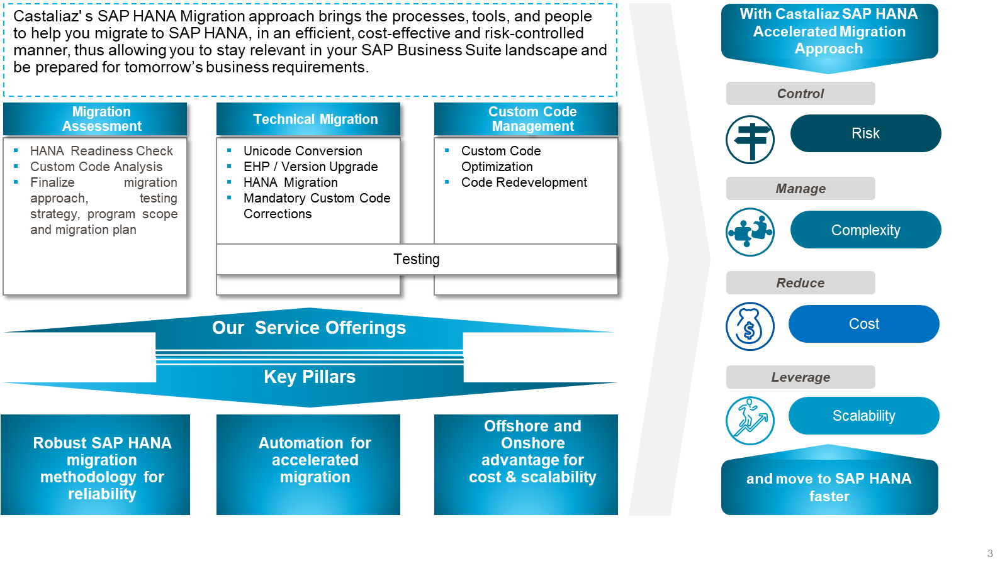 Castaliaz' s SAP HANA Migration approach brings the processes, tools, and people
to help you migrate to SAP HANA, in an efficient, cost-effective and risk-controlled
manner, thus allowing you to stay relevant in your SAP Business Suite landscape and
be prepared for tomorrow’s business requirements.
Migration
Assessment
HANA Readiness Check
Custom Code Analysis
Finalize migration
approach, testing
strategy, program scope
and migration plan
Technical Migration
Unicode Conversion
EHP / Version Upgrade
HANA Migration
Mandatory Custom Code
Corrections
Custom Code
Management
Custom Code
Optimization
Code Redevelopment
Testing
Our Service Offerings
Key Pillars
Robust SAP HANA
migration
methodology for
reliability
Automation for
accelerated
migration
Offshore and
Onshore
advantage for
cost & scalability
With Castaliaz SAP HANA
Accelerated Migration
Approach
Control
Risk
Manage
Complexity
Reduce
$
Cost
Leverage
Scalability
and move to SAP HANA
faster
3